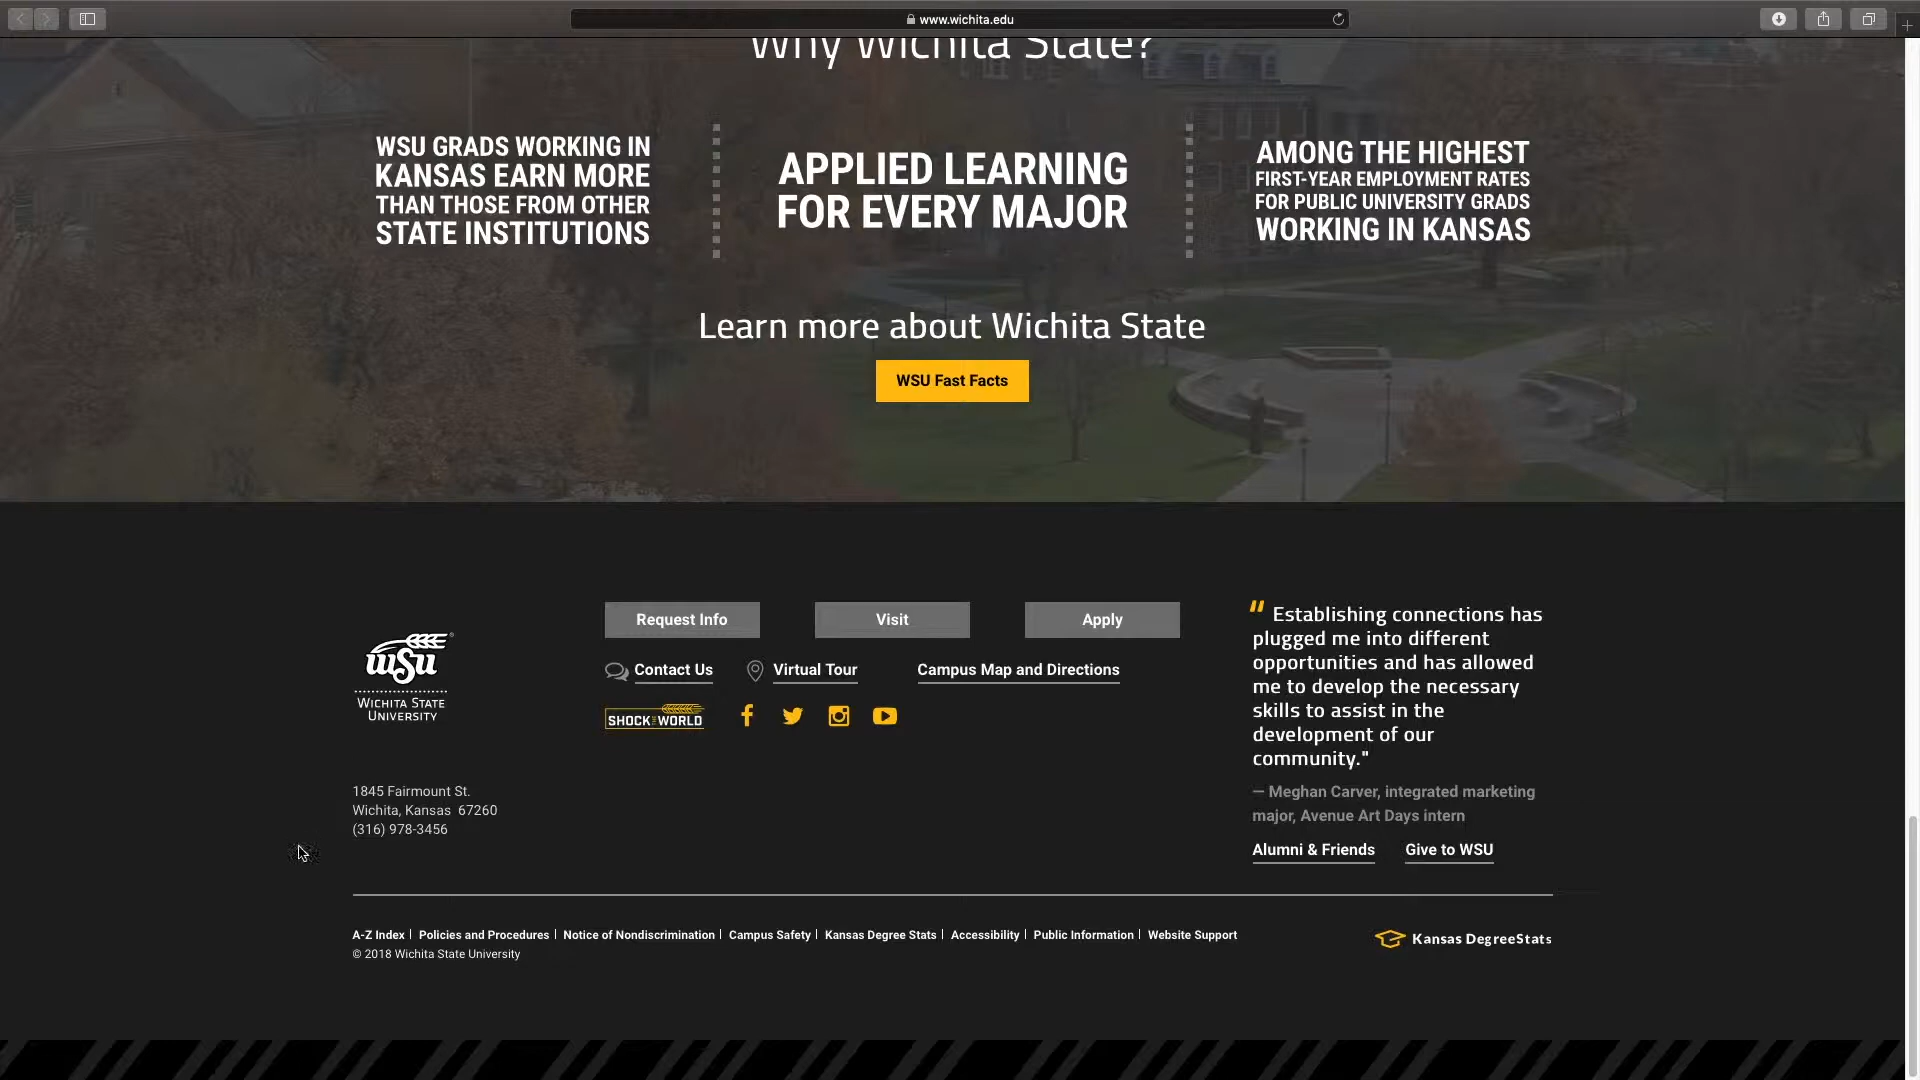 www.wichita.edu
Why Wichita State?
WSU GRADS WORKING IN
KANSAS EARN MORE
THAN THOSE FROM OTHER
STATE INSTITUTIONS
APPLIED LEARNING
FOR EVERY MAJOR
AMONG THE HIGHEST
FIRST-YEAR EMPLOYMENT RATES
FOR PUBLIC UNIVERSITY GRADS
WORKING IN KANSAS
Learn more about Wichita State
WSU Fast Facts
wsu
WICHITA STATE
UNIVERSITY
1845 Fairmount St.
Wichita, Kansas 67260
(316) 978-3456
Request Info
Visit
Apply
Contact Us
Virtual Tour
Campus Map and Directions
SHOCK THE WORLD
" Establishing connections has
plugged me into different
opportunities and has allowed
me to develop the necessary
skills to assist in the
development of our
community."
— Meghan Carver, integrated marketing
major, Avenue Art Days intern
Alumni & Friends
Give to WSU
A-Z Index | Policies and Procedures | Notice of Nondiscrimination | Campus Safety | Kansas Degree Stats | Accessibility | Public Information | Website Support
© 2018 Wichita State University
Kansas DegreeStats